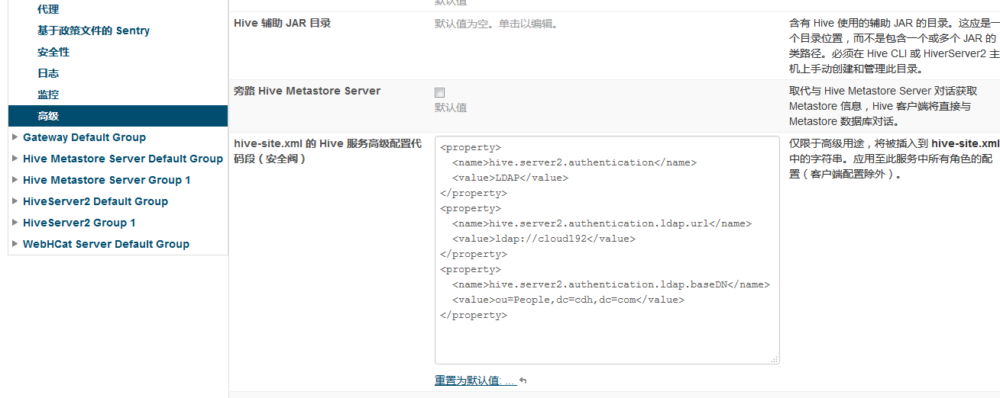 代理
基于政策文件的 Sentry
安全性
日志
监控
高级
Gateway Default Group
Hive Metastore Server Default Group
Hive Metastore Server Group 1
HiveServer2 Default Group
HiveServer2 Group 1
WebHCat Server Default Group
默认值
Hive 辅助 JAR 目录
默认值为空。单击以编辑。
含有 Hive 使用的辅助 JAR 的目录。这应是一
个目录位置，而不是包含一个或多个 JAR 的
类路径。必须在 Hive CLI 或 HiverServer2 主
机上手动创建和管理此目录。
旁路 Hive Metastore Server
默认值
取代与 Hive Metastore Server 对话获取
Metastore 信息，Hive 客户端将直接与
Metastore 数据库对话。
hive-site.xml 的 Hive 服务高级配置代
码段（安全阀）
<property>
  <name>hive.server2.authentication</name>
  <value>LDAP</value>
</property>
<property>
  <name>hive.server2.authentication.ldap.url</name>
  <value>ldap://cloud192</value>
</property>
<property>
  <name>hive.server2.authentication.ldap.baseDN</name>
  <value>ou=People,dc=cdh,dc=com</value>
</property>
重置为默认值: ...
仅限于高级用途，将被插入到 hive-site.xml
中的字符串。应用至此服务中所有角色的配
置（客户端配置除外）。